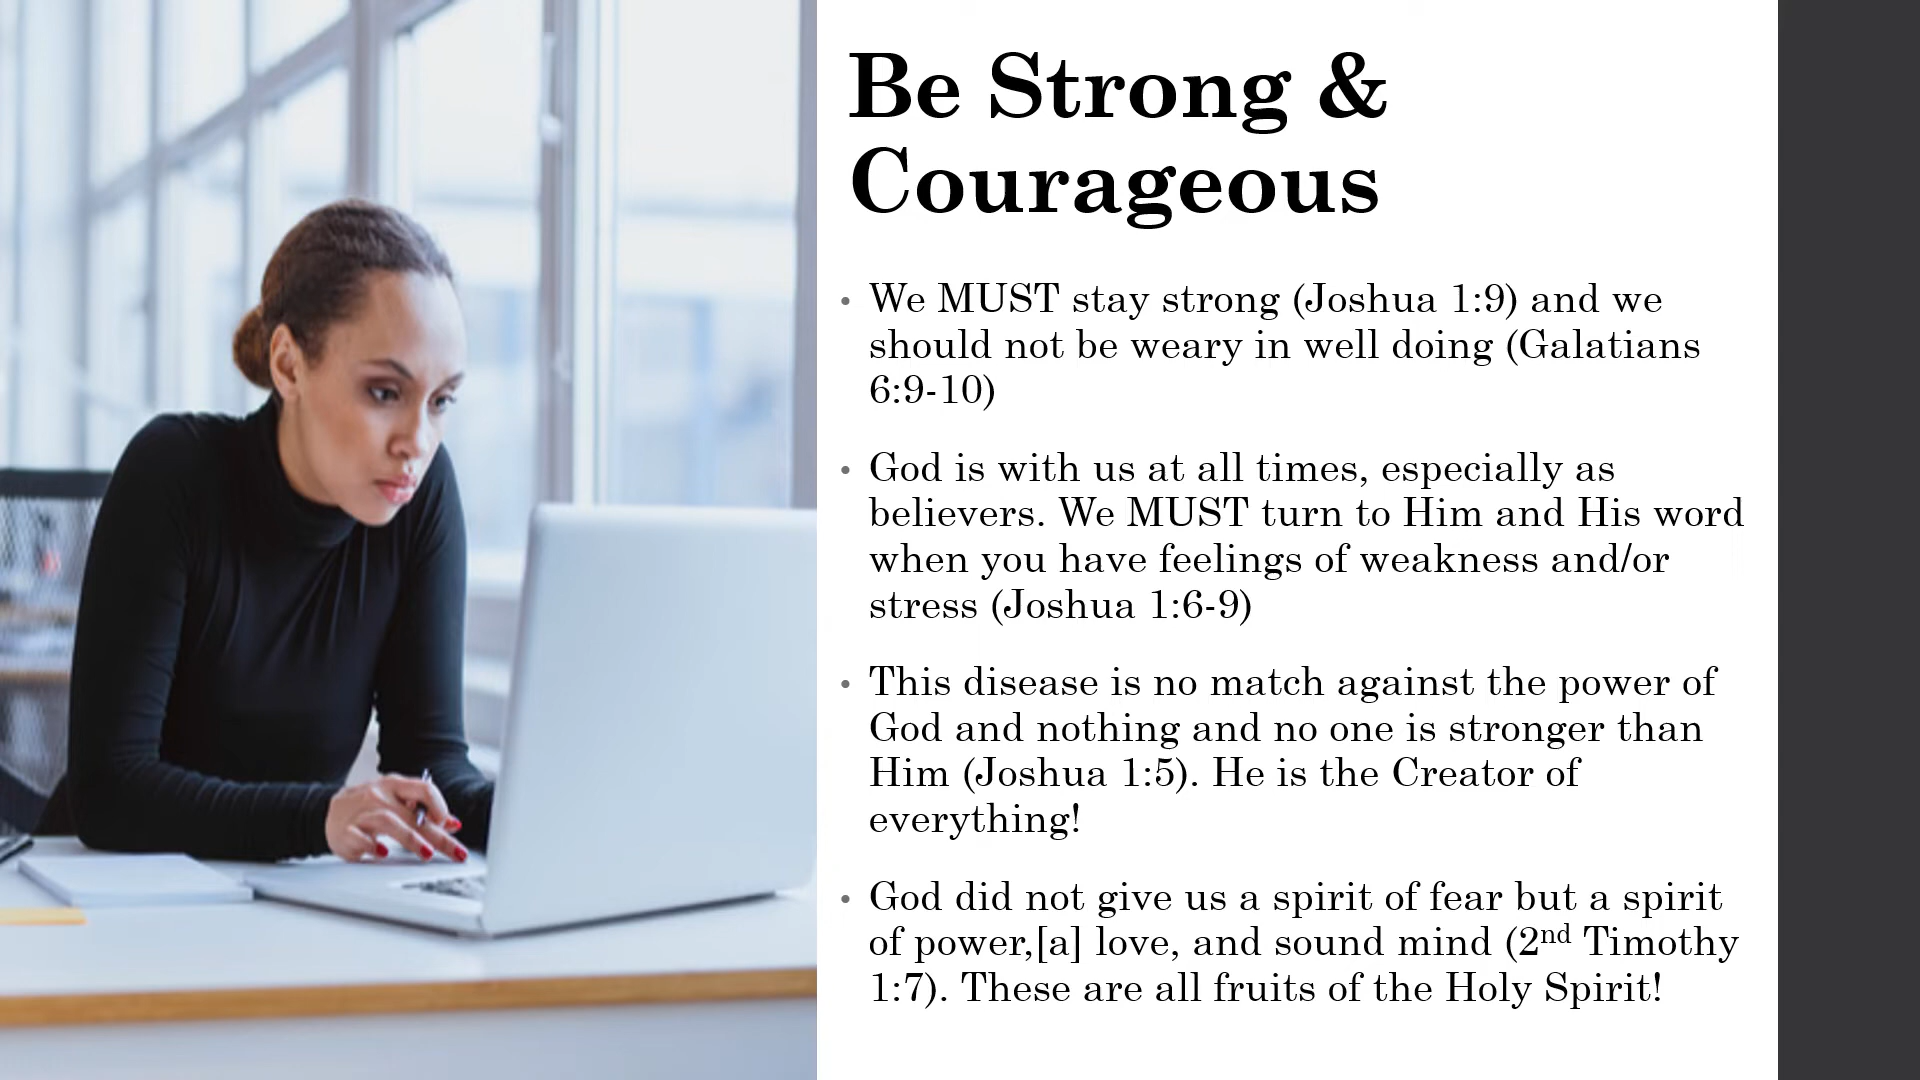 Be Strong &
Courageous
• We MUST stay strong (Joshua 1:9) and we
should not be weary in well doing (Galatians
6:9-10)
• God is with us at all times, especially as
believers. We MUST turn to Him and His word
when you have feelings of weakness and/or
stress (Joshua 1:6-9)
• This disease is no match against the power of
God and nothing and no one is stronger than
Him (Joshua 1:5). He is the Creator of
everything!
• God did not give us a spirit of fear but a spirit
of power,[a] love, and sound mind (2nd Timothy
1:7). These are all fruits of the Holy Spirit!